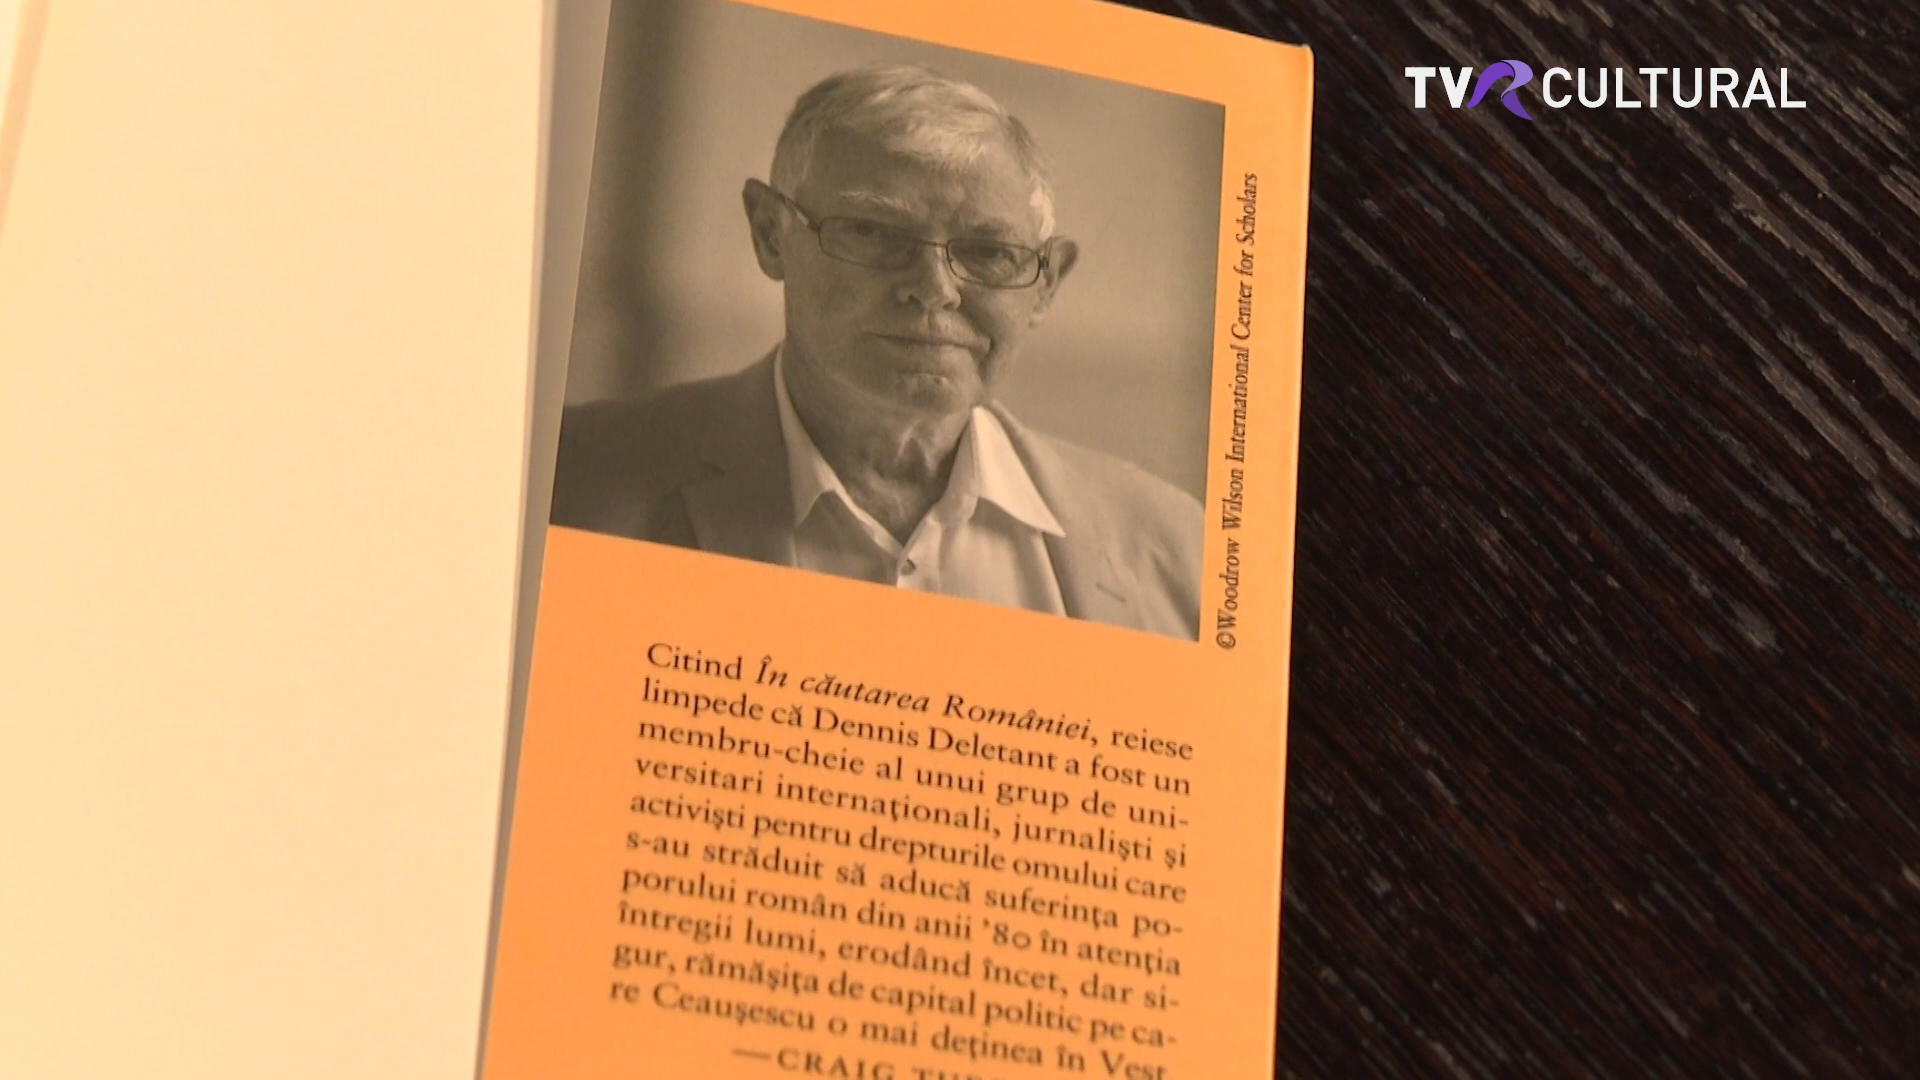 TVR CULTURAL
©Woodrow Wilson International Center for Scholars
Citind În căutarea României, reiese
limpede că Dennis Deletant a fost un
membru-cheie al unui grup de uni-
versitari internaţionali, jurnalişti şi
activişti pentru drepturile omului care
s-au străduit să aducă suferinţa po-
porului român din anii ’80 în atenţia
întregii lumi, erodând încet, dar si-
gur, rămăşiţa de capital politic pe ca-
re Ceauşescu o mai deţinea în Vest.
—CRAIG